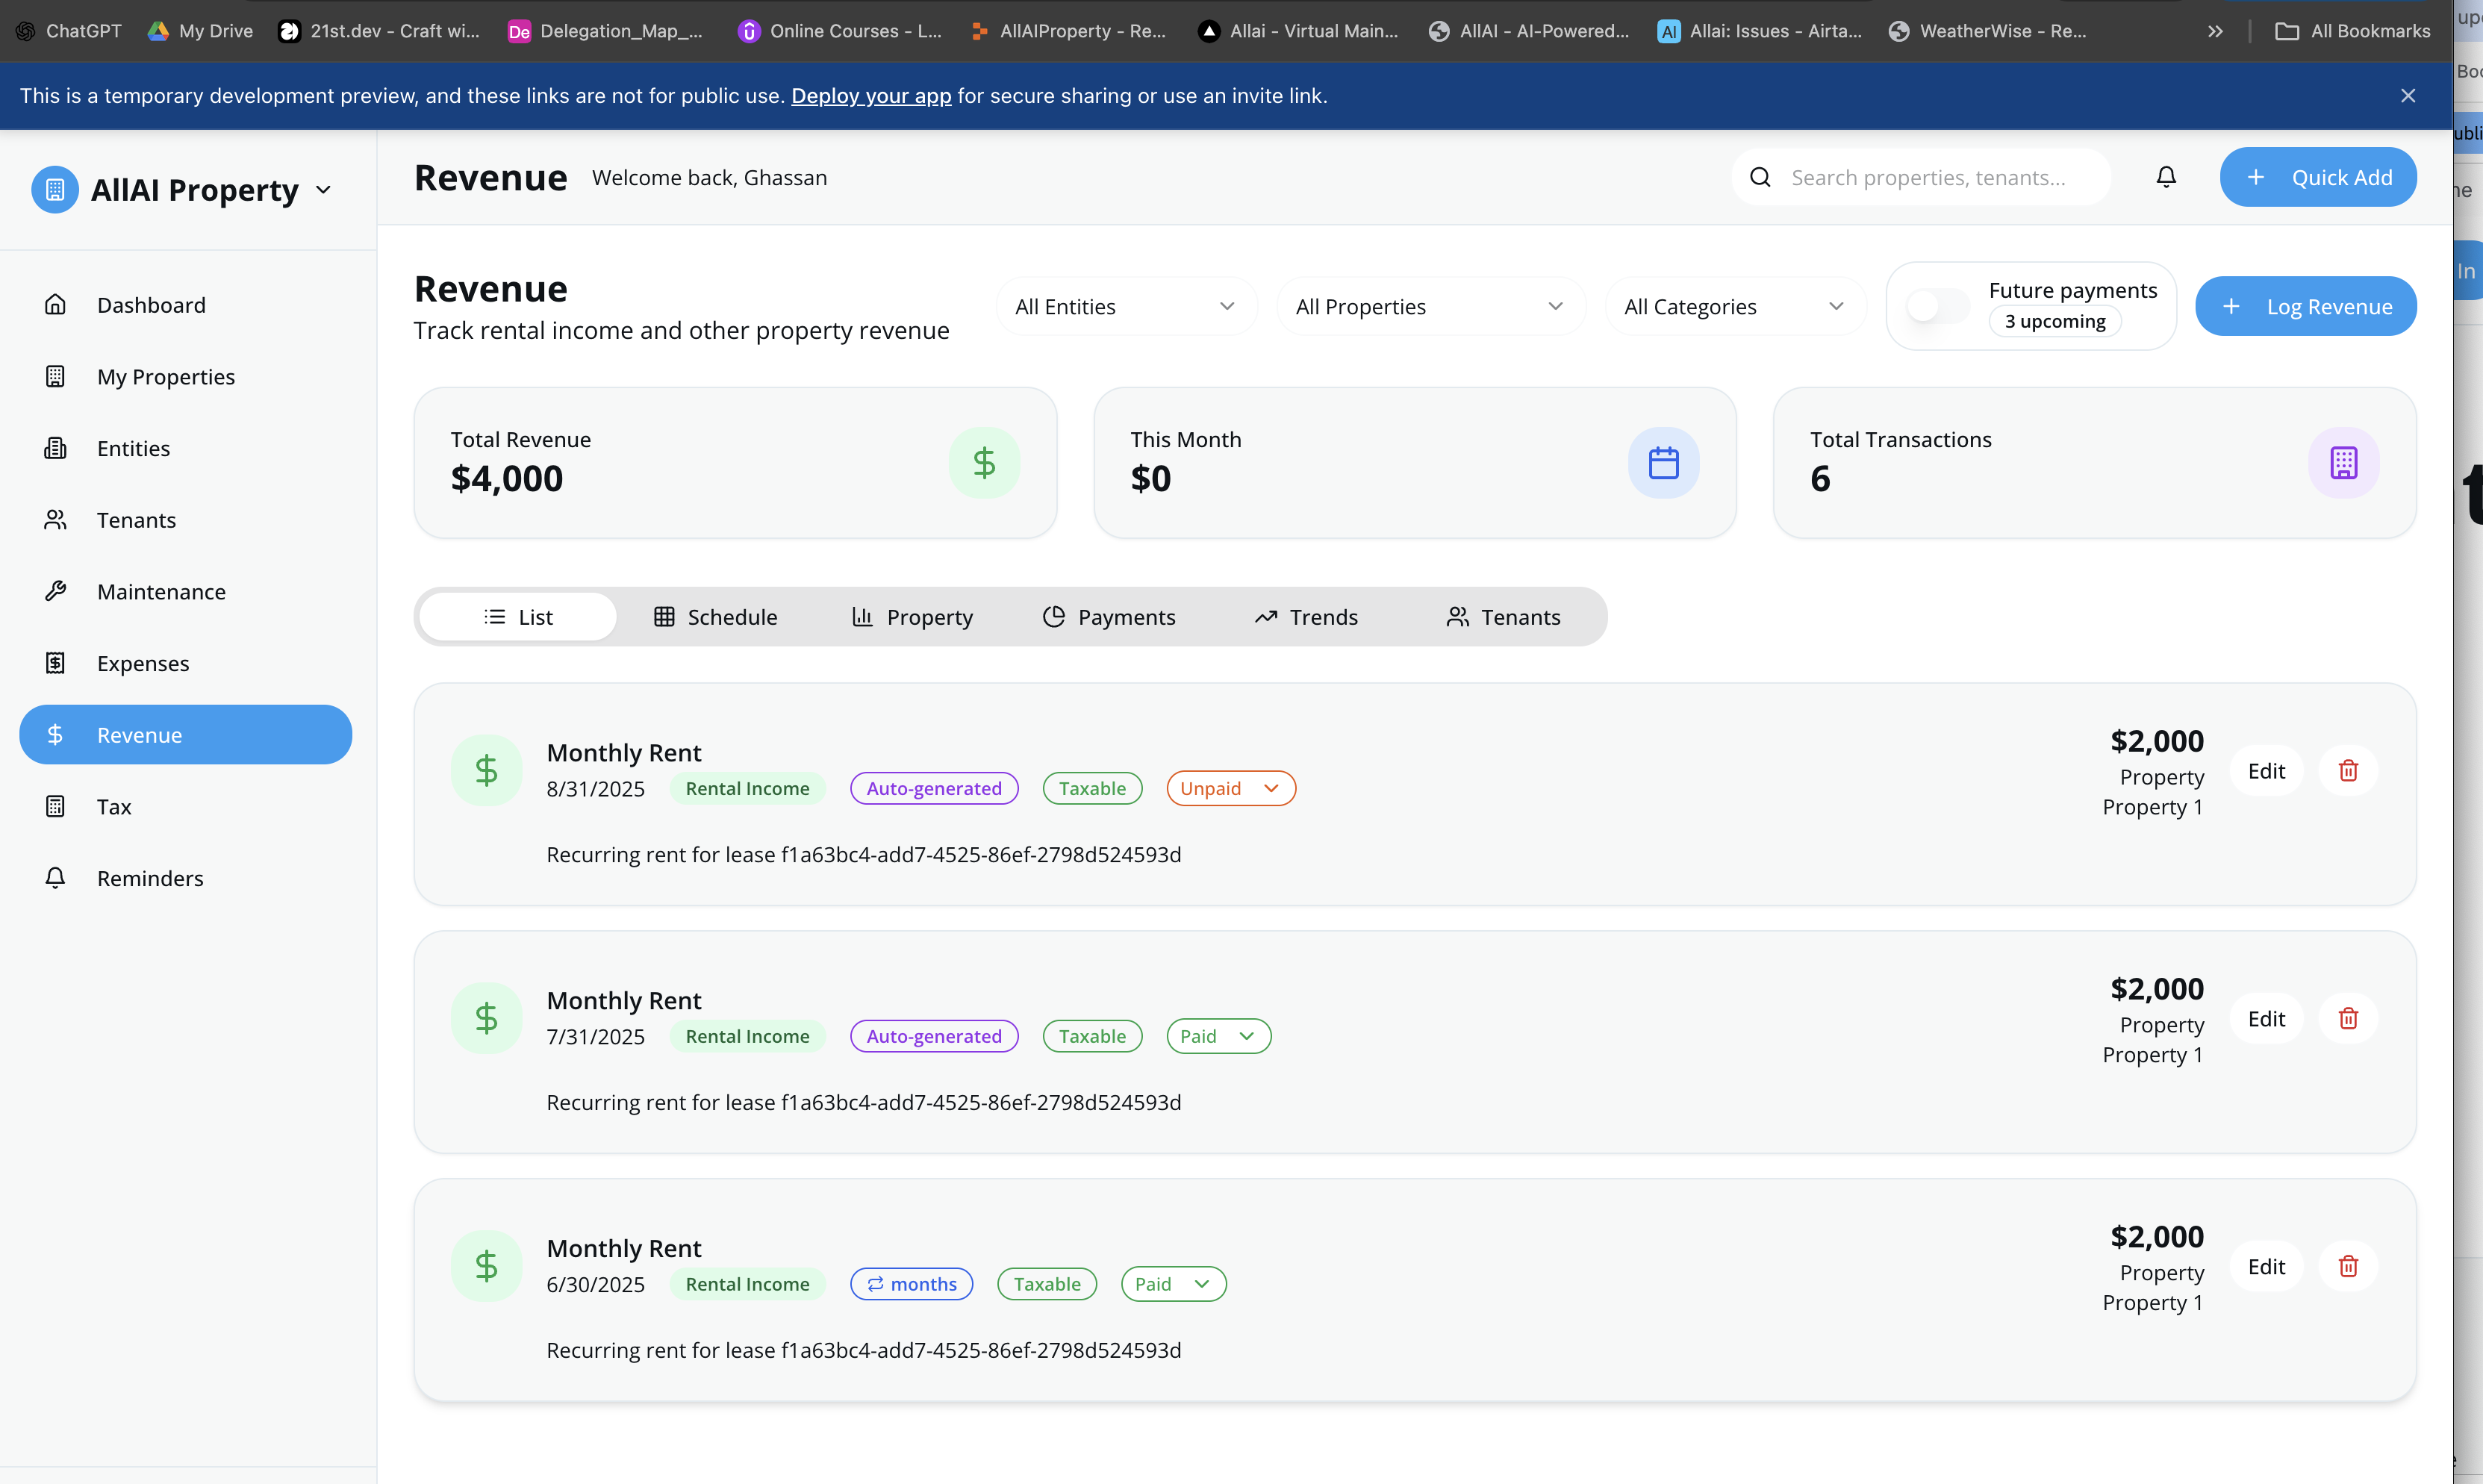 ChatGPT
My Drive
21st.dev - Craft wi...
De
Delegation_Map_...
Online Courses - L...
AllAIProperty - Re...
Allai - Virtual Main...
AllAI - AI-Powered...
AI
Allai: Issues - Airta...
WeatherWise - Re...
All Bookmarks
This is a temporary development preview, and these links are not for public use. Deploy your app for secure sharing or use an invite link.
AllAI Property
Revenue
Welcome back, Ghassan
Search properties, tenants...
Quick Add
Dashboard
My Properties
Entities
Tenants
Maintenance
Expenses
Revenue
Tax
Reminders
Revenue
Track rental income and other property revenue
All Entities
All Properties
All Categories
Future payments
3 upcoming
Log Revenue
Total Revenue
$4,000
This Month
$0
Total Transactions
6
List
Schedule
Property
Payments
Trends
Tenants
Monthly Rent
8/31/2025
Rental Income
Auto-generated
Taxable
Unpaid
Recurring rent for lease f1a63bc4-add7-4525-86ef-2798d524593d
$2,000
Property
Property 1
Edit
Monthly Rent
7/31/2025
Rental Income
Auto-generated
Taxable
Paid
Recurring rent for lease f1a63bc4-add7-4525-86ef-2798d524593d
$2,000
Property
Property 1
Edit
Monthly Rent
6/30/2025
Rental Income
months
Taxable
Paid
Recurring rent for lease f1a63bc4-add7-4525-86ef-2798d524593d
$2,000
Property
Property 1
Edit